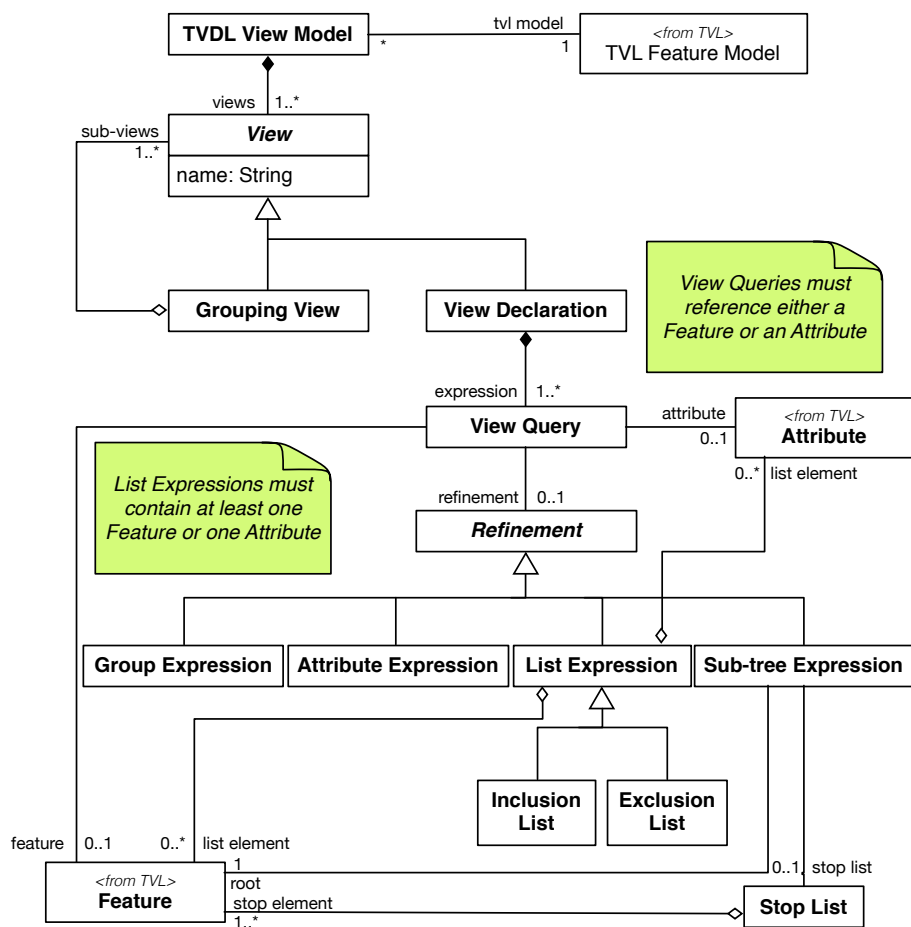 TVDL View Model
tvl model
*
1
<from TVL>
TVL Feature Model
views
1..*
sub-views
1..*
View
name: String
Grouping View
View Declaration
View Queries must
reference either a
Feature or an Attribute
expression
1..*
View Query
attribute
0..1
<from TVL>
Attribute
0..*
list element
List Expressions must
contain at least one
Feature or one Attribute
refinement
0..1
Refinement
Group Expression
Attribute Expression
List Expression
Sub-tree Expression
Inclusion
List
Exclusion
List
feature
0..1
0..*
list element
<from TVL>
Feature
1
root
stop element
1..*
0..1
stop list
Stop List